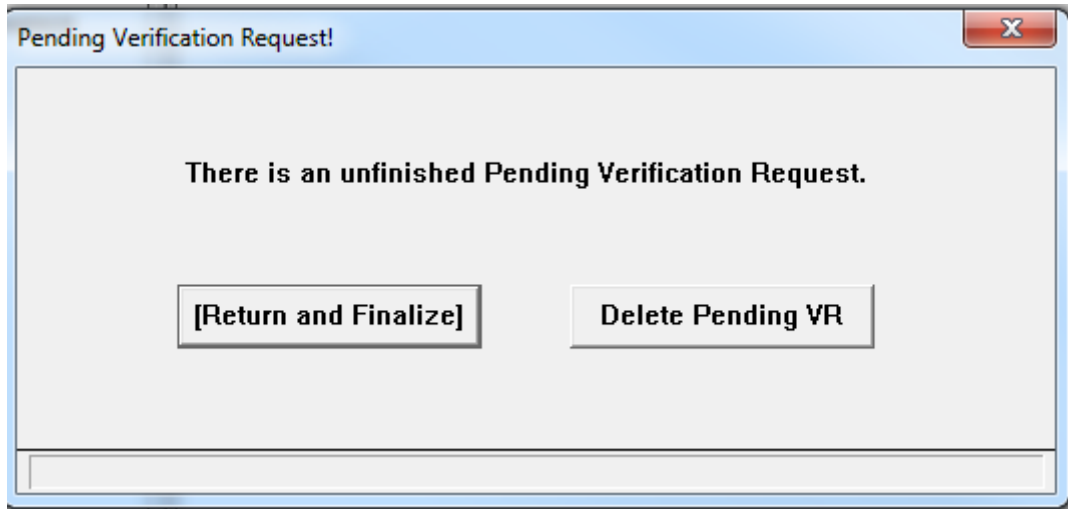 Pending Verification Request!
There is an unfinished Pending Verification Request.
[Return and Finalize]
Delete Pending VR